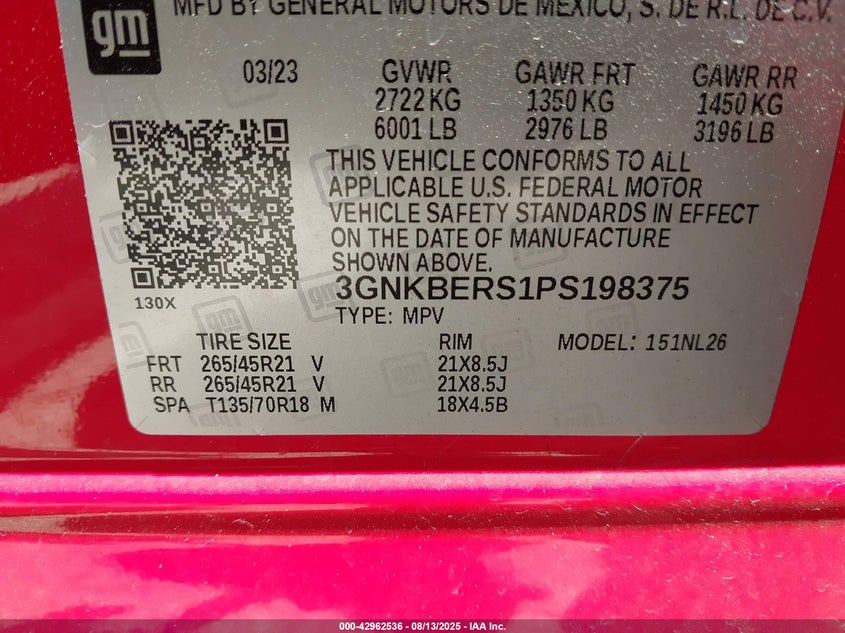 gm
MFD BY GENERAL MOTORS DE MEXICO, S. DE R.L. DE C.V.
03/23 GVWR GAWR FRT GAWR RR
2722 KG 1350 KG 1450 KG
6001 LB 2976 LB 3196 LB
THIS VEHICLE CONFORMS TO ALL
APPLICABLE U.S. FEDERAL MOTOR
VEHICLE SAFETY STANDARDS IN EFFECT
ON THE DATE OF MANUFACTURE
SHOWN ABOVE.
130X
3GNKBERS1PS198375
TYPE: MPV
TIRE SIZE RIM MODEL: 151NL26
FRT 265/45R21 V 21X8.5J
RR 265/45R21 V 21X8.5J
SPA T135/70R18 M 18X4.5B
000-42962536 - 08/13/2025 - IAA Inc.